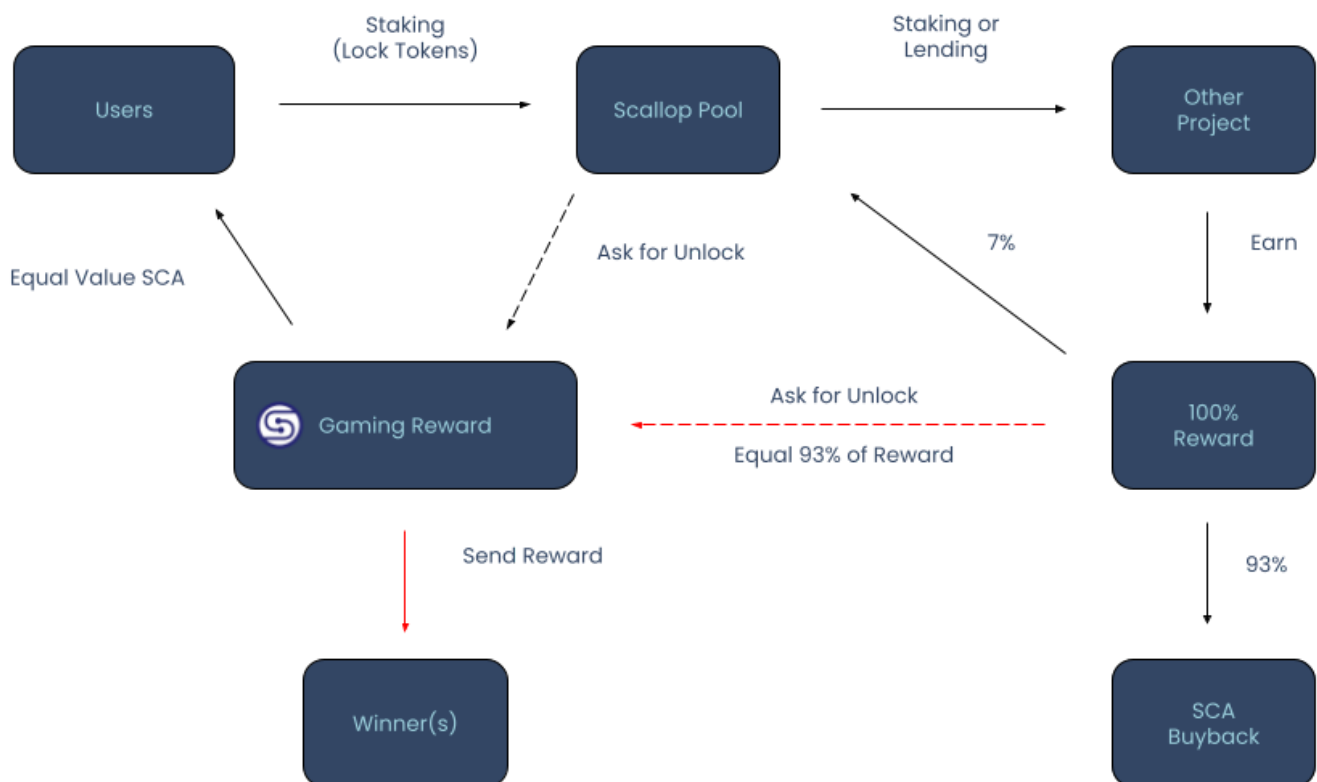 Staking
(Lock Tokens)
Staking or
Lending
Users
Scallop Pool
Other
Project
Equal Value SCA
Ask for Unlock
7%
Earn
Gaming Reward
Ask for Unlock
Equal 93% of Reward
100%
Reward
Send Reward
93%
Winner(s)
SCA
Buyback